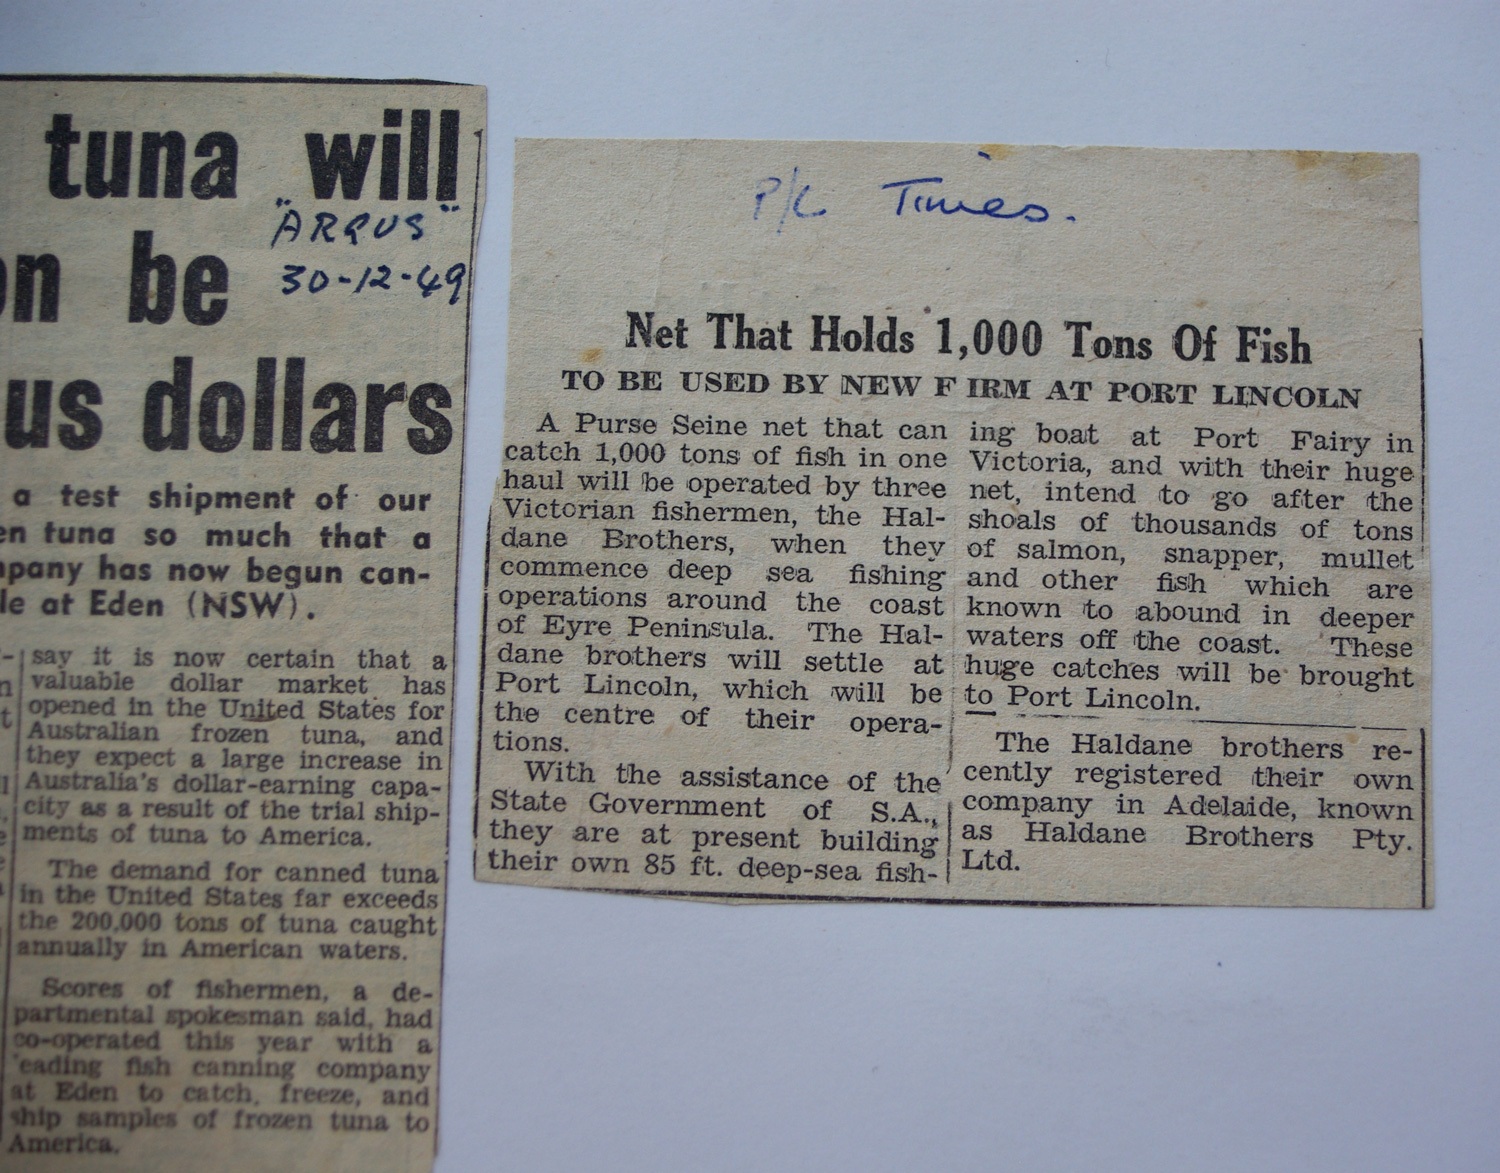 tuna will
"ARGUS"
on be
30-12-49
us dollars
a test shipment of our
en tuna so much that a
pany has now begun can-
le at Eden (NSW).
say it is now certain that a
valuable dollar market has
opened in the United States for
Australian frozen tuna, and
they expect a large increase in
Australia's dollar-earning capa-
city as a result of the trial ship-
ments of tuna to America.
The demand for canned tuna
in the United States far exceeds
the 200,000 tons of tuna caught
annually in American waters.
Scores of fishermen, a de-
partmental spokesman said, had
co-operated this year with a
eading fish canning company
at Eden to catch, freeze, and
ship samples of frozen tuna to
America.
P/L Times.
Net That Holds 1,000 Tons Of Fish
TO BE USED BY NEW F IRM AT PORT LINCOLN
A Purse Seine net that can
catch 1,000 tons of fish in one
haul will be operated by three
Victorian fishermen, the Hal-
dane Brothers, when they
commence deep sea fishing
operations around the coast
of Eyre Peninsula. The Hal-
dane brothers will settle at
Port Lincoln, which will be
the centre of their opera-
tions.
With the assistance of the
State Government of S.A.,
they are at present building
their own 85 ft. deep-sea fish-
ing boat at Port Fairy in
Victoria, and with their huge
net, intend to go after the
shoals of thousands of tons
of salmon, snapper, mullet
and other fish which are
known to abound in deeper
waters off the coast. These
huge catches will be brought
to Port Lincoln.
The Haldane brothers re-
cently registered their own
company in Adelaide, known
as Haldane Brothers Pty.
Ltd.